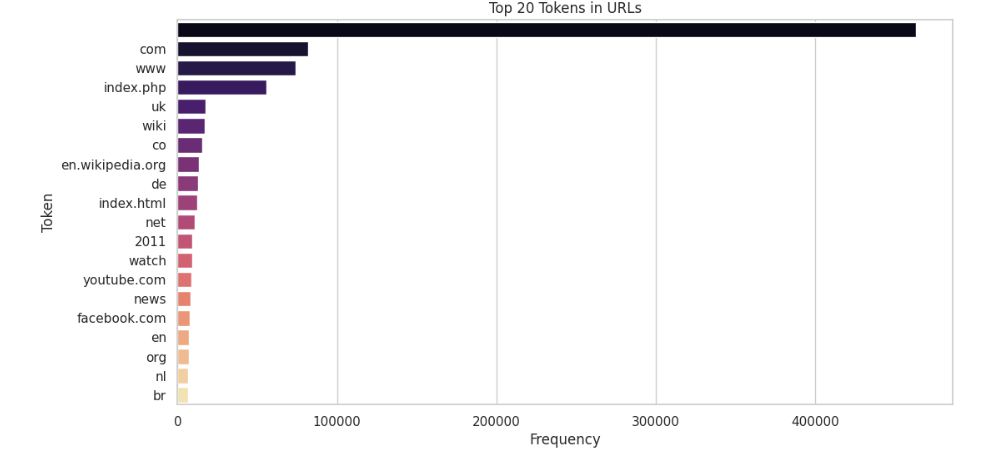 Top 20 Tokens in URLs
com
www
index.php
uk
wiki
co
en.wikipedia.org
de
index.html
net
2011
watch
youtube.com
news
facebook.com
en
org
nl
br
Token
0 100000 200000 300000 400000
Frequency